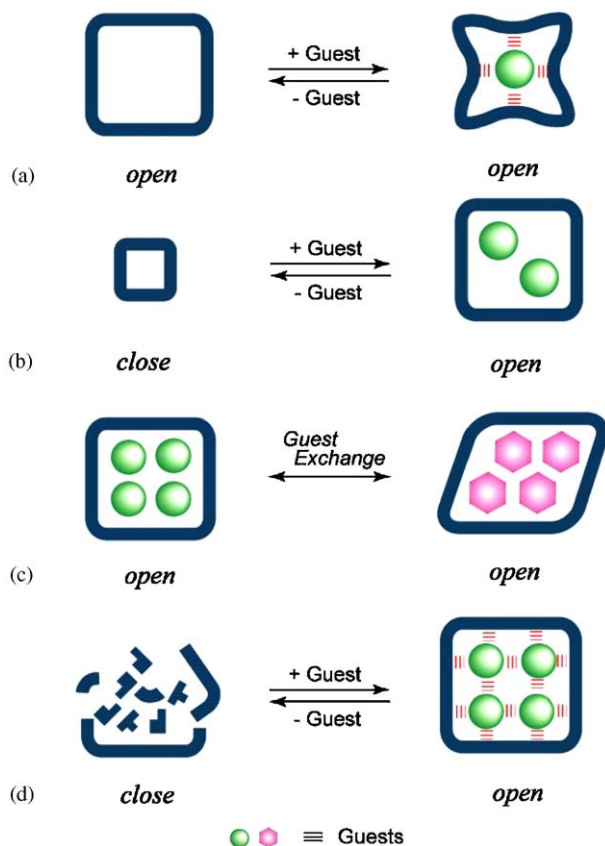 + Guest
- Guest
(a)
open
open
+ Guest
- Guest
(b)
close
open
Guest
Exchange
(c)
open
open
+ Guest
- Guest
(d)
close
open
Guests